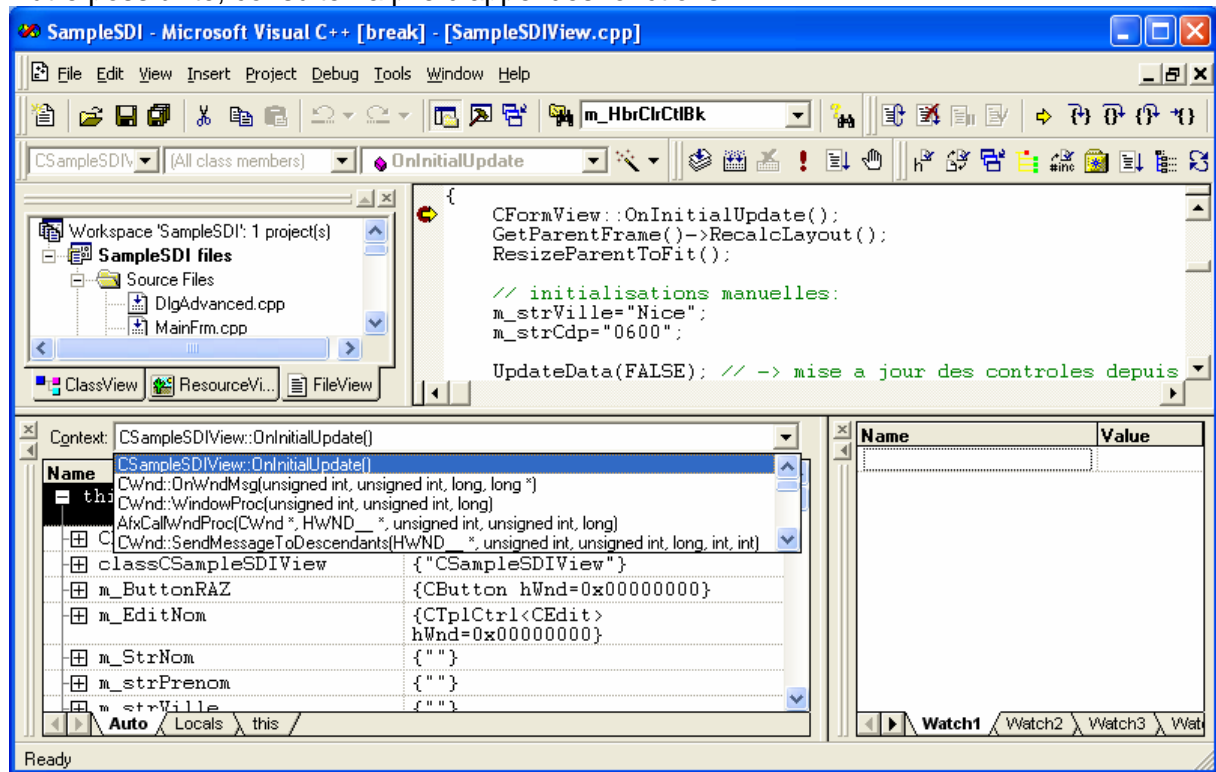 SampleSDI - Microsoft Visual C++ [break] - [SampleSDIView.cpp]
File Edit View Insert Project Debug Tools Window Help
m_HbrClrCtlBk
CSampleSDIV (All class members) OnInitialUpdate
{
CFormView::OnInitialUpdate();
GetParentFrame()->RecalcLayout();
ResizeParentToFit();
// initialisations manuelles:
m_strVille="Nice";
m_strCdp="0600";
UpdateData(FALSE); // -> mise a jour des controles depuis
Workspace 'SampleSDI': 1 project(s)
SampleSDI files
Source Files
DlgAdvanced.cpp
MainFrm.cpp
ClassView ResourceVi... FileView
Context: CSampleSDIView::OnInitialUpdate()
CSampleSDIView::OnInitialUpdate()
CWnd::OnWndMsg(unsigned int, unsigned int, long, long *)
CWnd::WindowProc(unsigned int, unsigned int, long)
AfxCallWndProc(CWnd *, HWND__ *, unsigned int, unsigned int, long)
CWnd::SendMessageToDescendants(HWND__ *, unsigned int, unsigned int, long, int, int)
Name
thi
C
classCSampleSDIView {"CSampleSDIView"}
m_ButtonRAZ {CButton hWnd=0x00000000}
m_EditNom {CTplCtrl<CEdit>
hWnd=0x00000000}
m_StrNom {""}
m_strPrenom {""}
m_strVille {""}
Auto Locals this
Name Value
Watch1 Watch2 Watch3 Wat
Ready